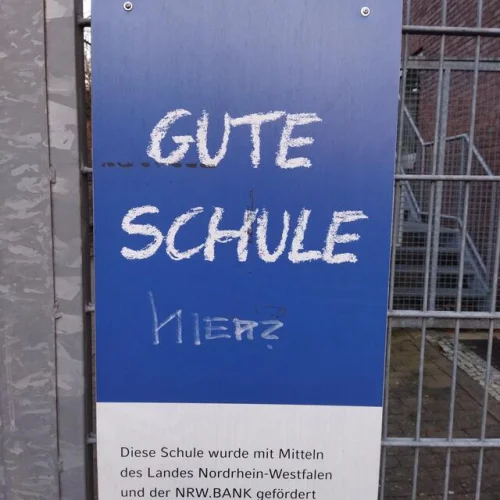 GUTE
SCHULE
HIER?
Diese Schule wurde mit Mitteln
des Landes Nordrhein-Westfalen
und der NRW.BANK gefördert